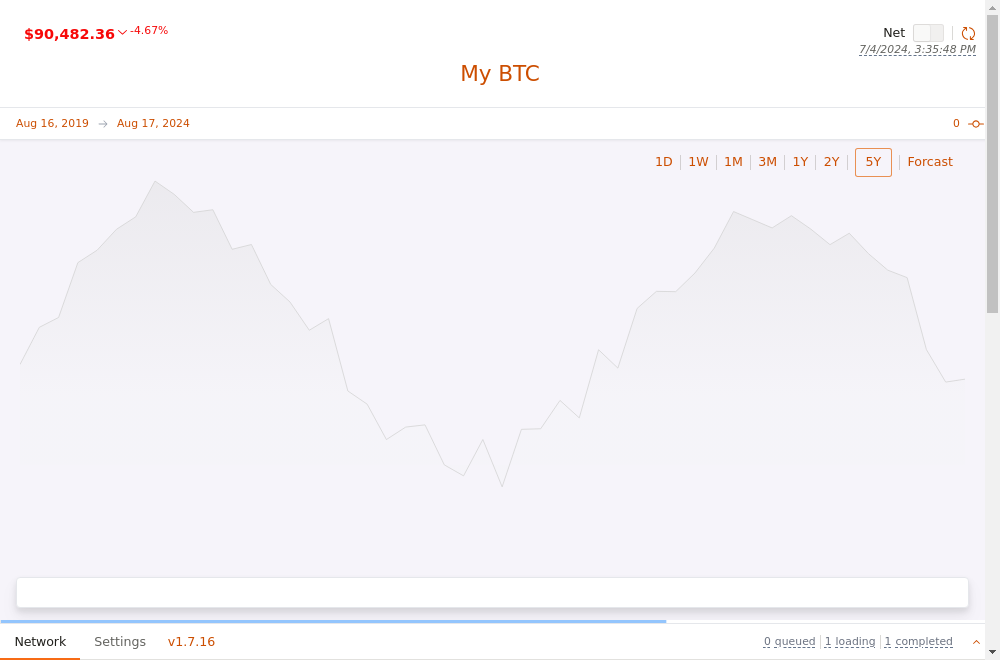 $90,482.36 -4.67%
Net
7/4/2024, 3:35:48 PM
My BTC
Aug 16, 2019 → Aug 17, 2024 0
1D 1W 1M 3M 1Y 2Y 5Y Forcast
Network Settings v1.7.16 0 queued 1 loading 1 completed